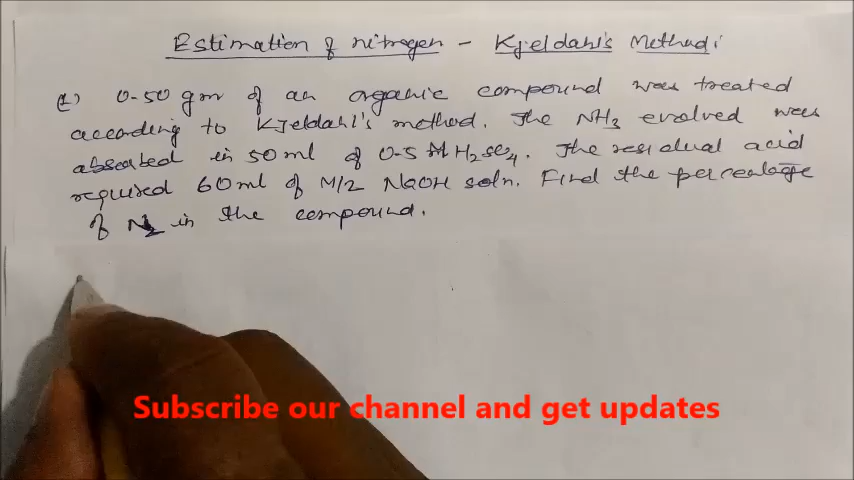 Estimation of nitrogen - Kjeldahl's Method:
(1) 0.50 gm of an organic compound was treated
according to Kjeldahl's method. The NH3 evolved was
absorbed in 50 ml of 0.5 M H2SO4. The residual acid
required 60 ml of M/2 NaOH soln. Find the percentage
of N2 in the compound.
Subscribe our channel and get updates